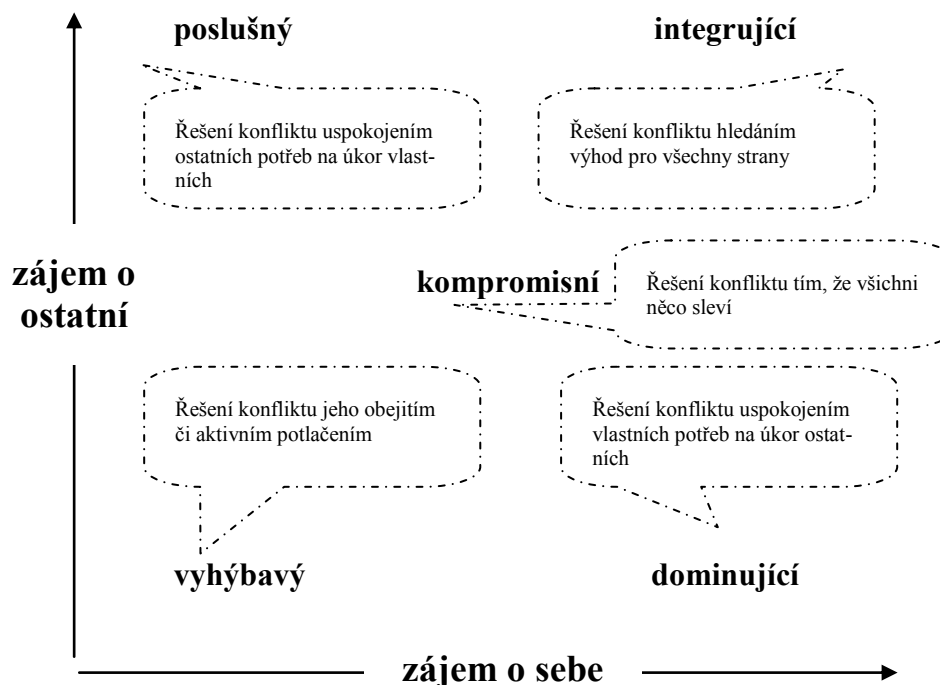 poslušný
integrující
Řešení konfliktu uspokojením
ostatních potřeb na úkor vlast-
ních
Řešení konfliktu hledáním
výhod pro všechny strany
zájem o
ostatní
kompromisní
Řešení konfliktu tím, že všichni
něco sleví
Řešení konfliktu jeho obejitím
či aktivním potlačením
Řešení konfliktu uspokojením
vlastních potřeb na úkor ostat-
ních
vyhýbavý
dominující
zájem o sebe